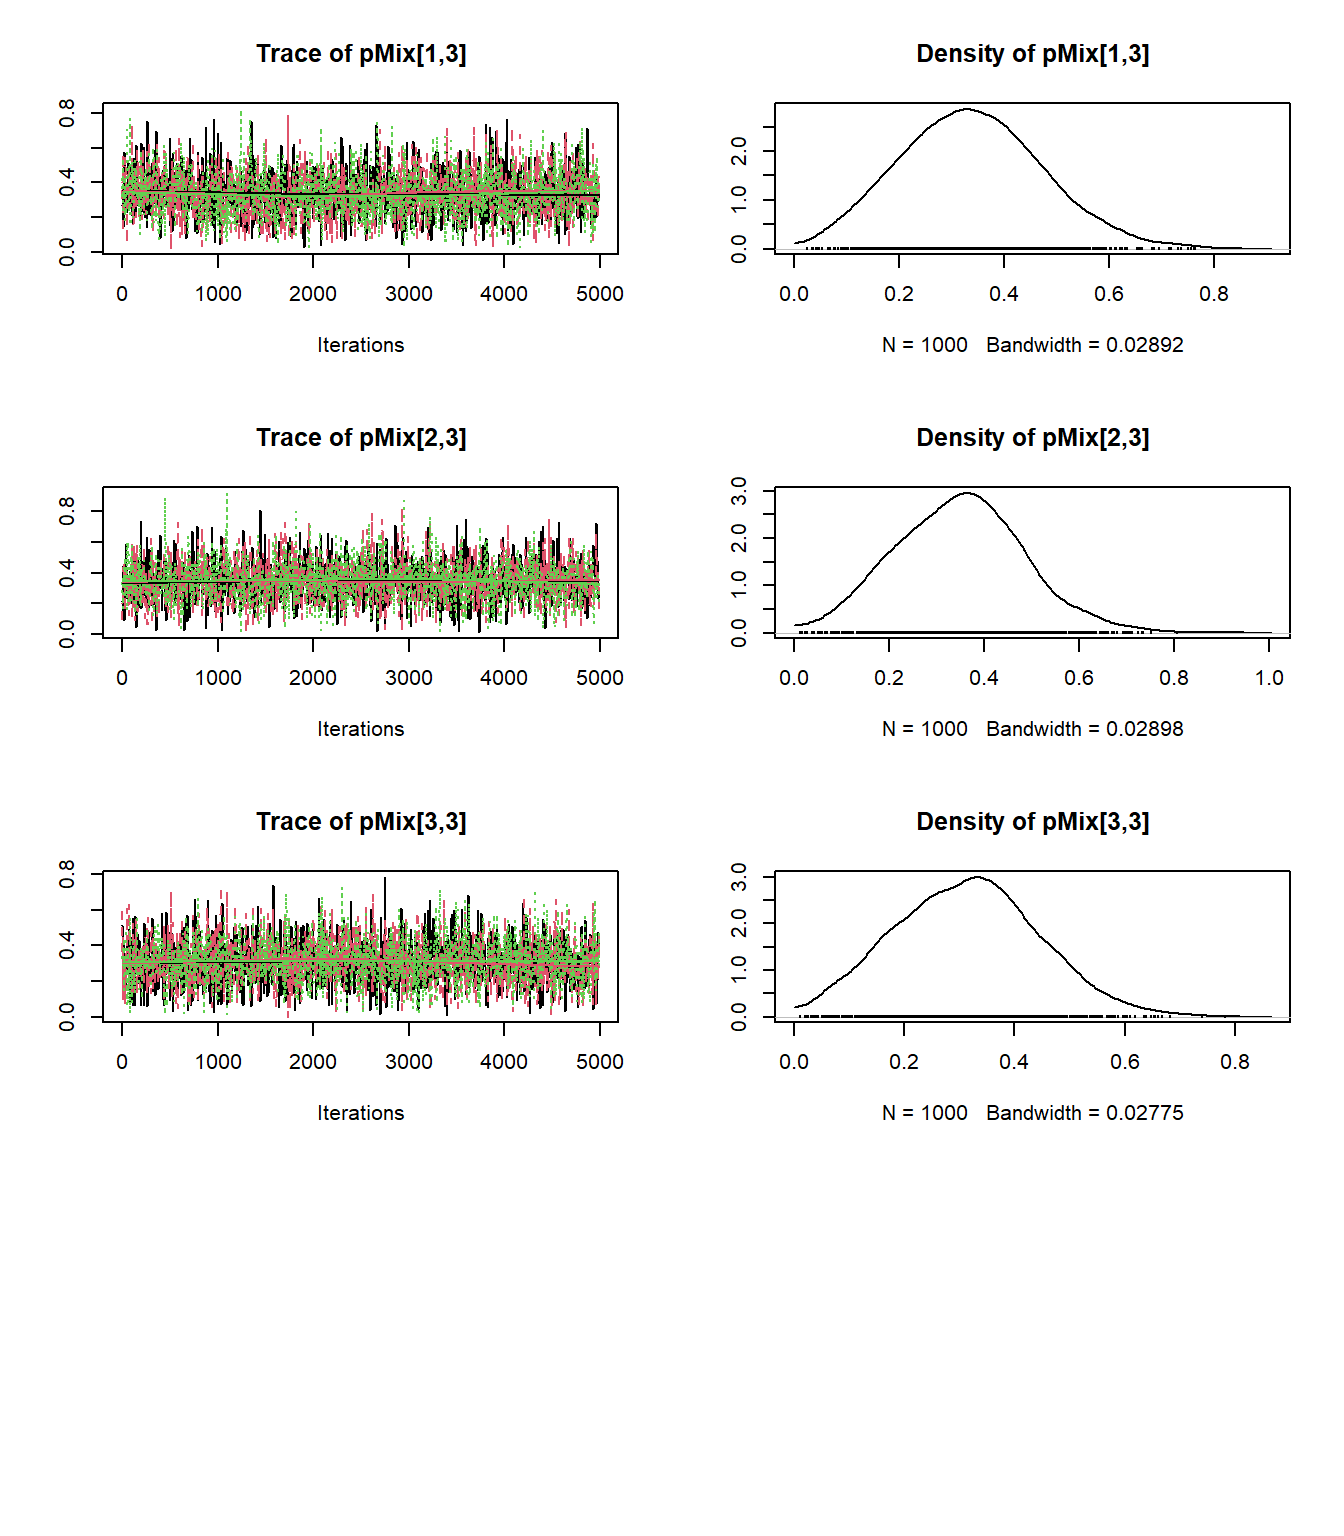 Trace of pMix[1,3]
0.0 0.4 0.8
0 1000 2000 3000 4000 5000
Iterations
Density of pMix[1,3]
0.0 1.0 2.0
0.0 0.2 0.4 0.6 0.8
N = 1000 Bandwidth = 0.02892
Trace of pMix[2,3]
0.0 0.4 0.8
0 1000 2000 3000 4000 5000
Iterations
Density of pMix[2,3]
0.0 1.0 2.0 3.0
0.0 0.2 0.4 0.6 0.8 1.0
N = 1000 Bandwidth = 0.02898
Trace of pMix[3,3]
0.0 0.4 0.8
0 1000 2000 3000 4000 5000
Iterations
Density of pMix[3,3]
0.0 1.0 2.0 3.0
0.0 0.2 0.4 0.6 0.8
N = 1000 Bandwidth = 0.02775